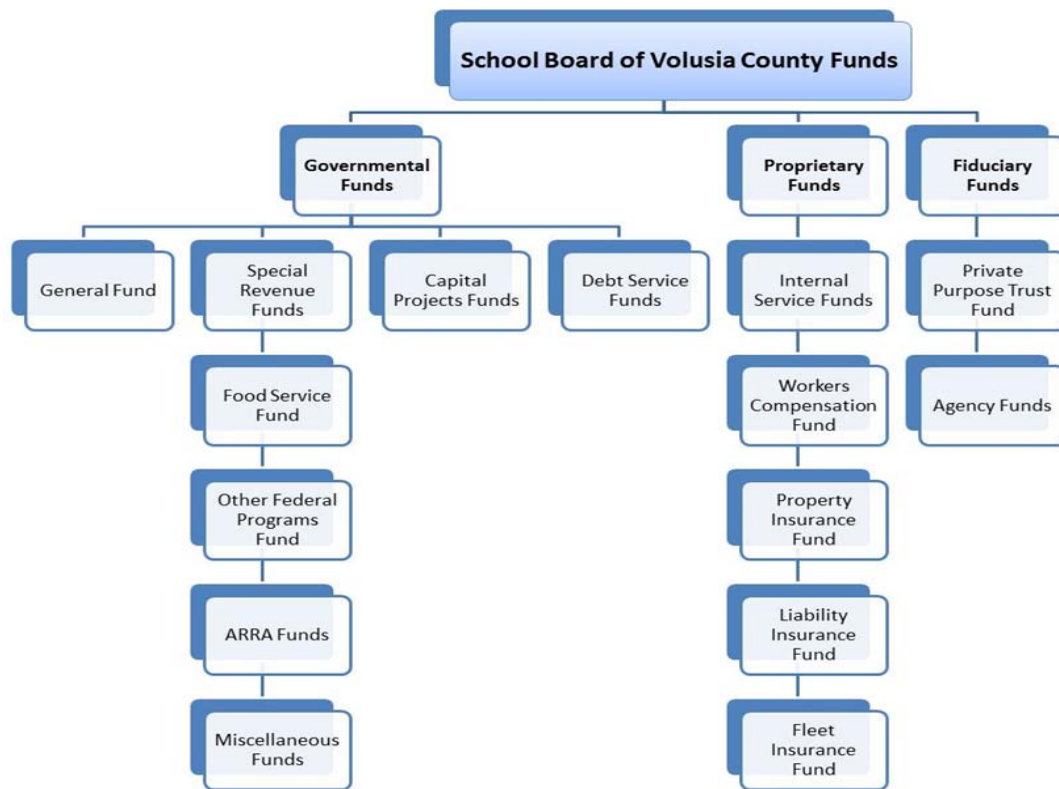 School Board of Volusia County Funds
Governmental
Funds
Proprietary
Funds
Fiduciary
Funds
General Fund
Special
Revenue
Funds
Capital
Projects Funds
Debt Service
Funds
Internal
Service Funds
Private
Purpose Trust
Fund
Food Service
Fund
Workers
Compensation
Fund
Agency Funds
Other Federal
Programs
Fund
Property
Insurance
Fund
ARRA Funds
Liability
Insurance
Fund
Miscellaneous
Funds
Fleet
Insurance
Fund